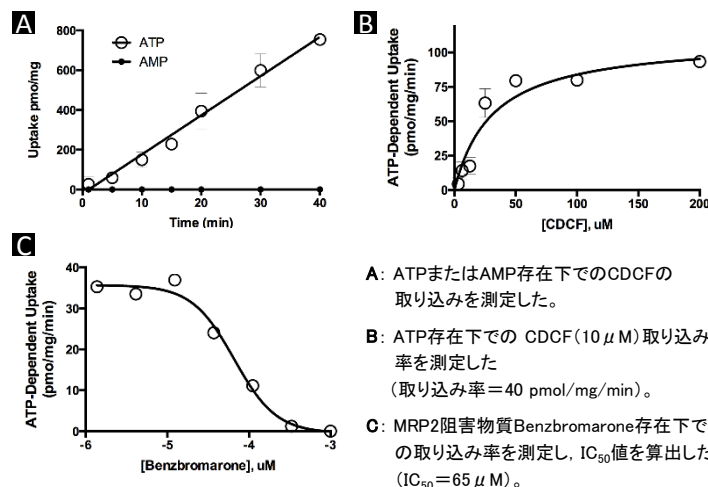 A
800
600
400
200
0
Uptake pmo/mg
ATP
AMP
0 10 20 30 40
Time (min)
B
100
75
50
25
0
ATP-Dependent Uptake
(pmo/mg/min)
0 50 100 150 200
[CDCF], uM
C
40
30
20
10
0
ATP-Dependent Uptake
(pmo/mg/min)
-6 -5 -4 -3
[Benzbromarone], uM
A: ATPまたはAMP存在下でのCDCFの
取り込みを測定した。
B: ATP存在下での CDCF(10μM)取り込み
率を測定した
(取り込み率=40 pmol/mg/min)。
C: MRP2阻害物質Benzbromarone存在下で
の取り込み率を測定し, IC50値を算出した
(IC50=65μM)。